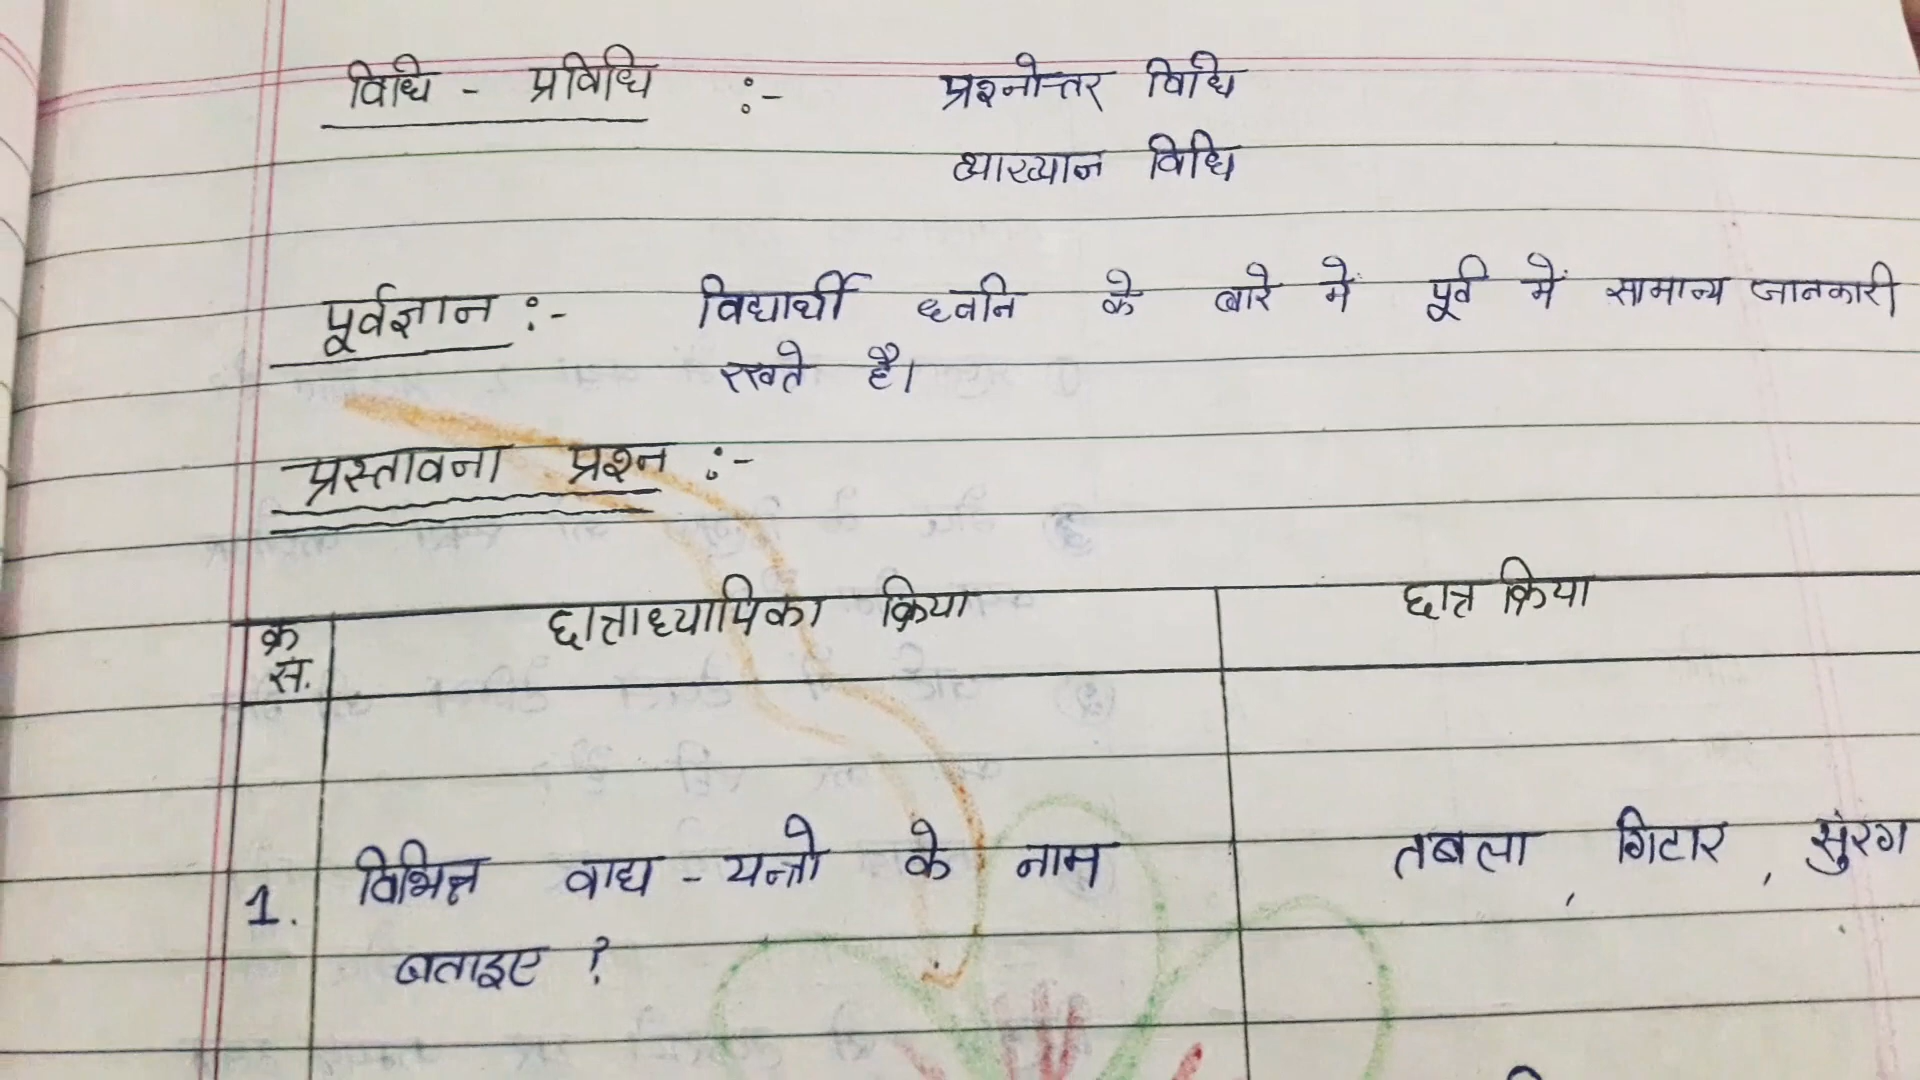 विधि - प्रविधि :- प्रश्नोत्तर विधि
व्याख्यान विधि
पूर्वज्ञान :- विद्यार्थी ध्वनि के बारे में पूर्व में सामान्य जानकारी
रखते है।
प्रस्तावना प्रश्न :-
क्र छात्राध्यापिका क्रिया छात्र क्रिया
स.
1. विभिन्न वाद्य - यन्त्रो के नाम तबला , गिटार , सुरंग
बताइए ?